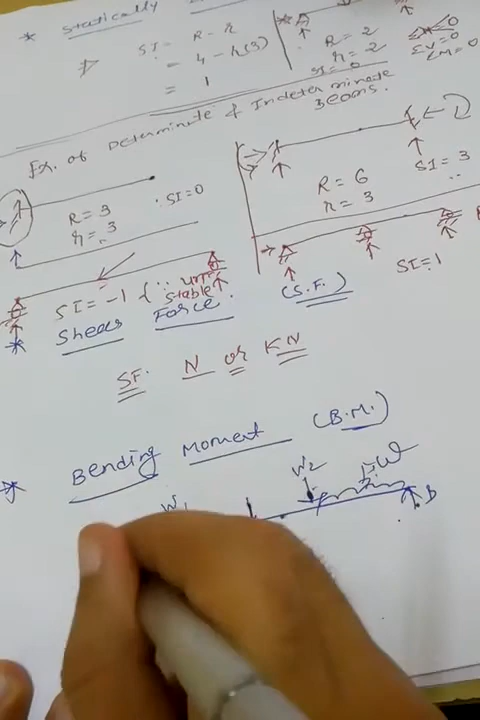 * Statically
SI = R - r
= 4 - r(3)
= 1
R = 2
r = 2
SI = 0
ΣV = 0
ΣM = 0
Ex. of Determinate & Indeterminate
Beams.
R = 3
r = 3
SI = 0
R = 6
r = 3
SI = 3
SI = -1 {∵ unstable
SI = 1
* Shear Force (S.F.)
SF. N or KN
* Bending Moment (B.M.)
W1
W2
W
B